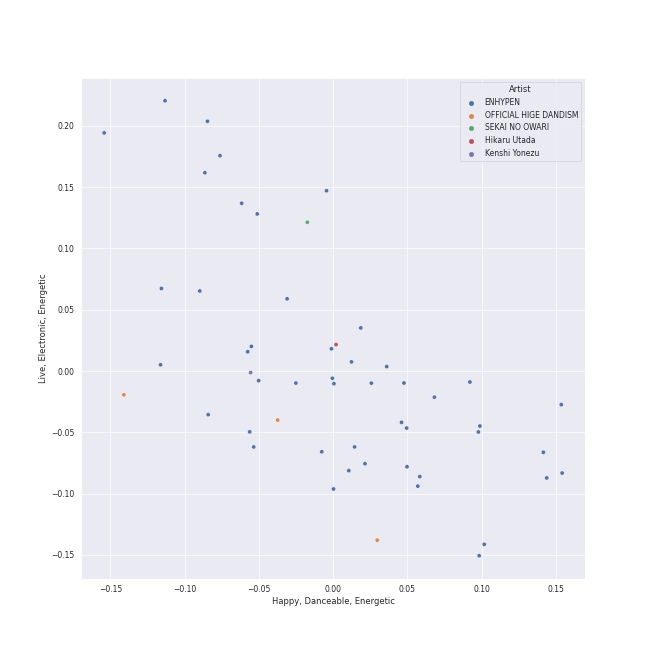 Artist
ENHYPEN
OFFICIAL HIGE DANDISM
SEKAI NO OWARI
Hikaru Utada
Kenshi Yonezu
0.20
0.15
0.10
0.05
0.00
−0.05
−0.10
−0.15
Live, Electronic, Energetic
−0.15
−0.10
−0.05
0.00
0.05
0.10
0.15
Happy, Danceable, Energetic